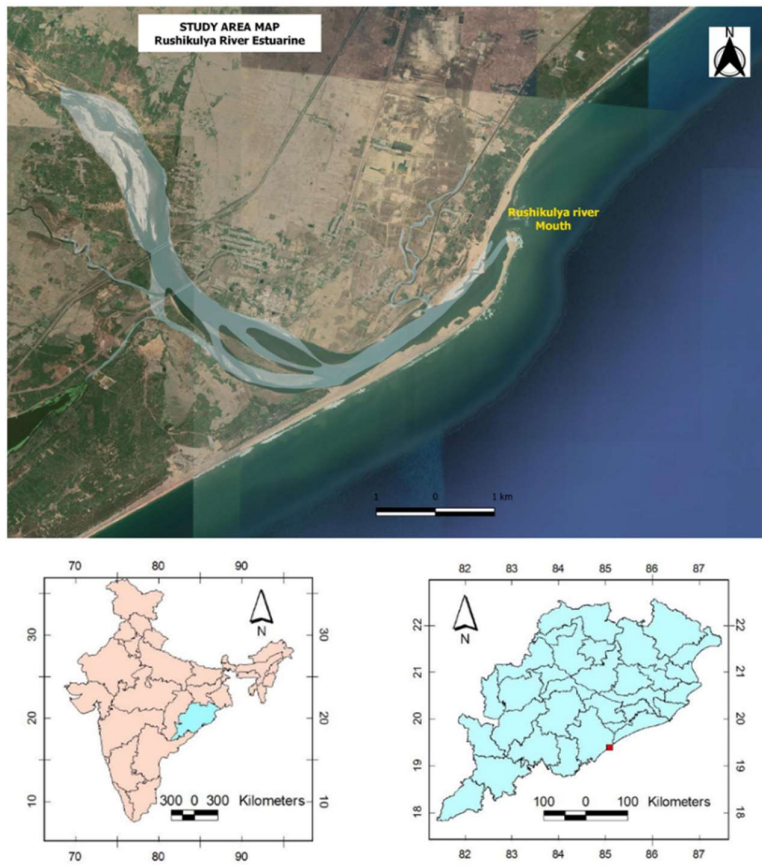 STUDY AREA MAP
Rushikulya River Estuarine
N
Rushikulya river
Mouth
1 0 1 km
70 80 90
N
30 30
20 20
10 10
300 0 300 Kilometers
70 80 90
82 83 84 85 86 87
N
22 22
21 21
20 20
19 19
18 18
100 0 100 Kilometers
82 83 84 85 86 87